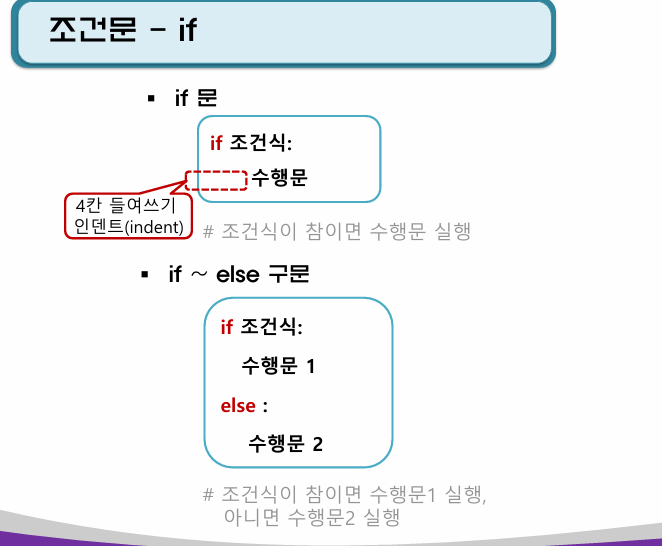 조건문 – if
▪ if 문
if 조건식:
수행문
4칸 들여쓰기
인덴트(indent)
# 조건식이 참이면 수행문 실행
▪ if ~ else 구문
if 조건식:
수행문 1
else :
수행문 2
# 조건식이 참이면 수행문1 실행,
아니면 수행문2 실행